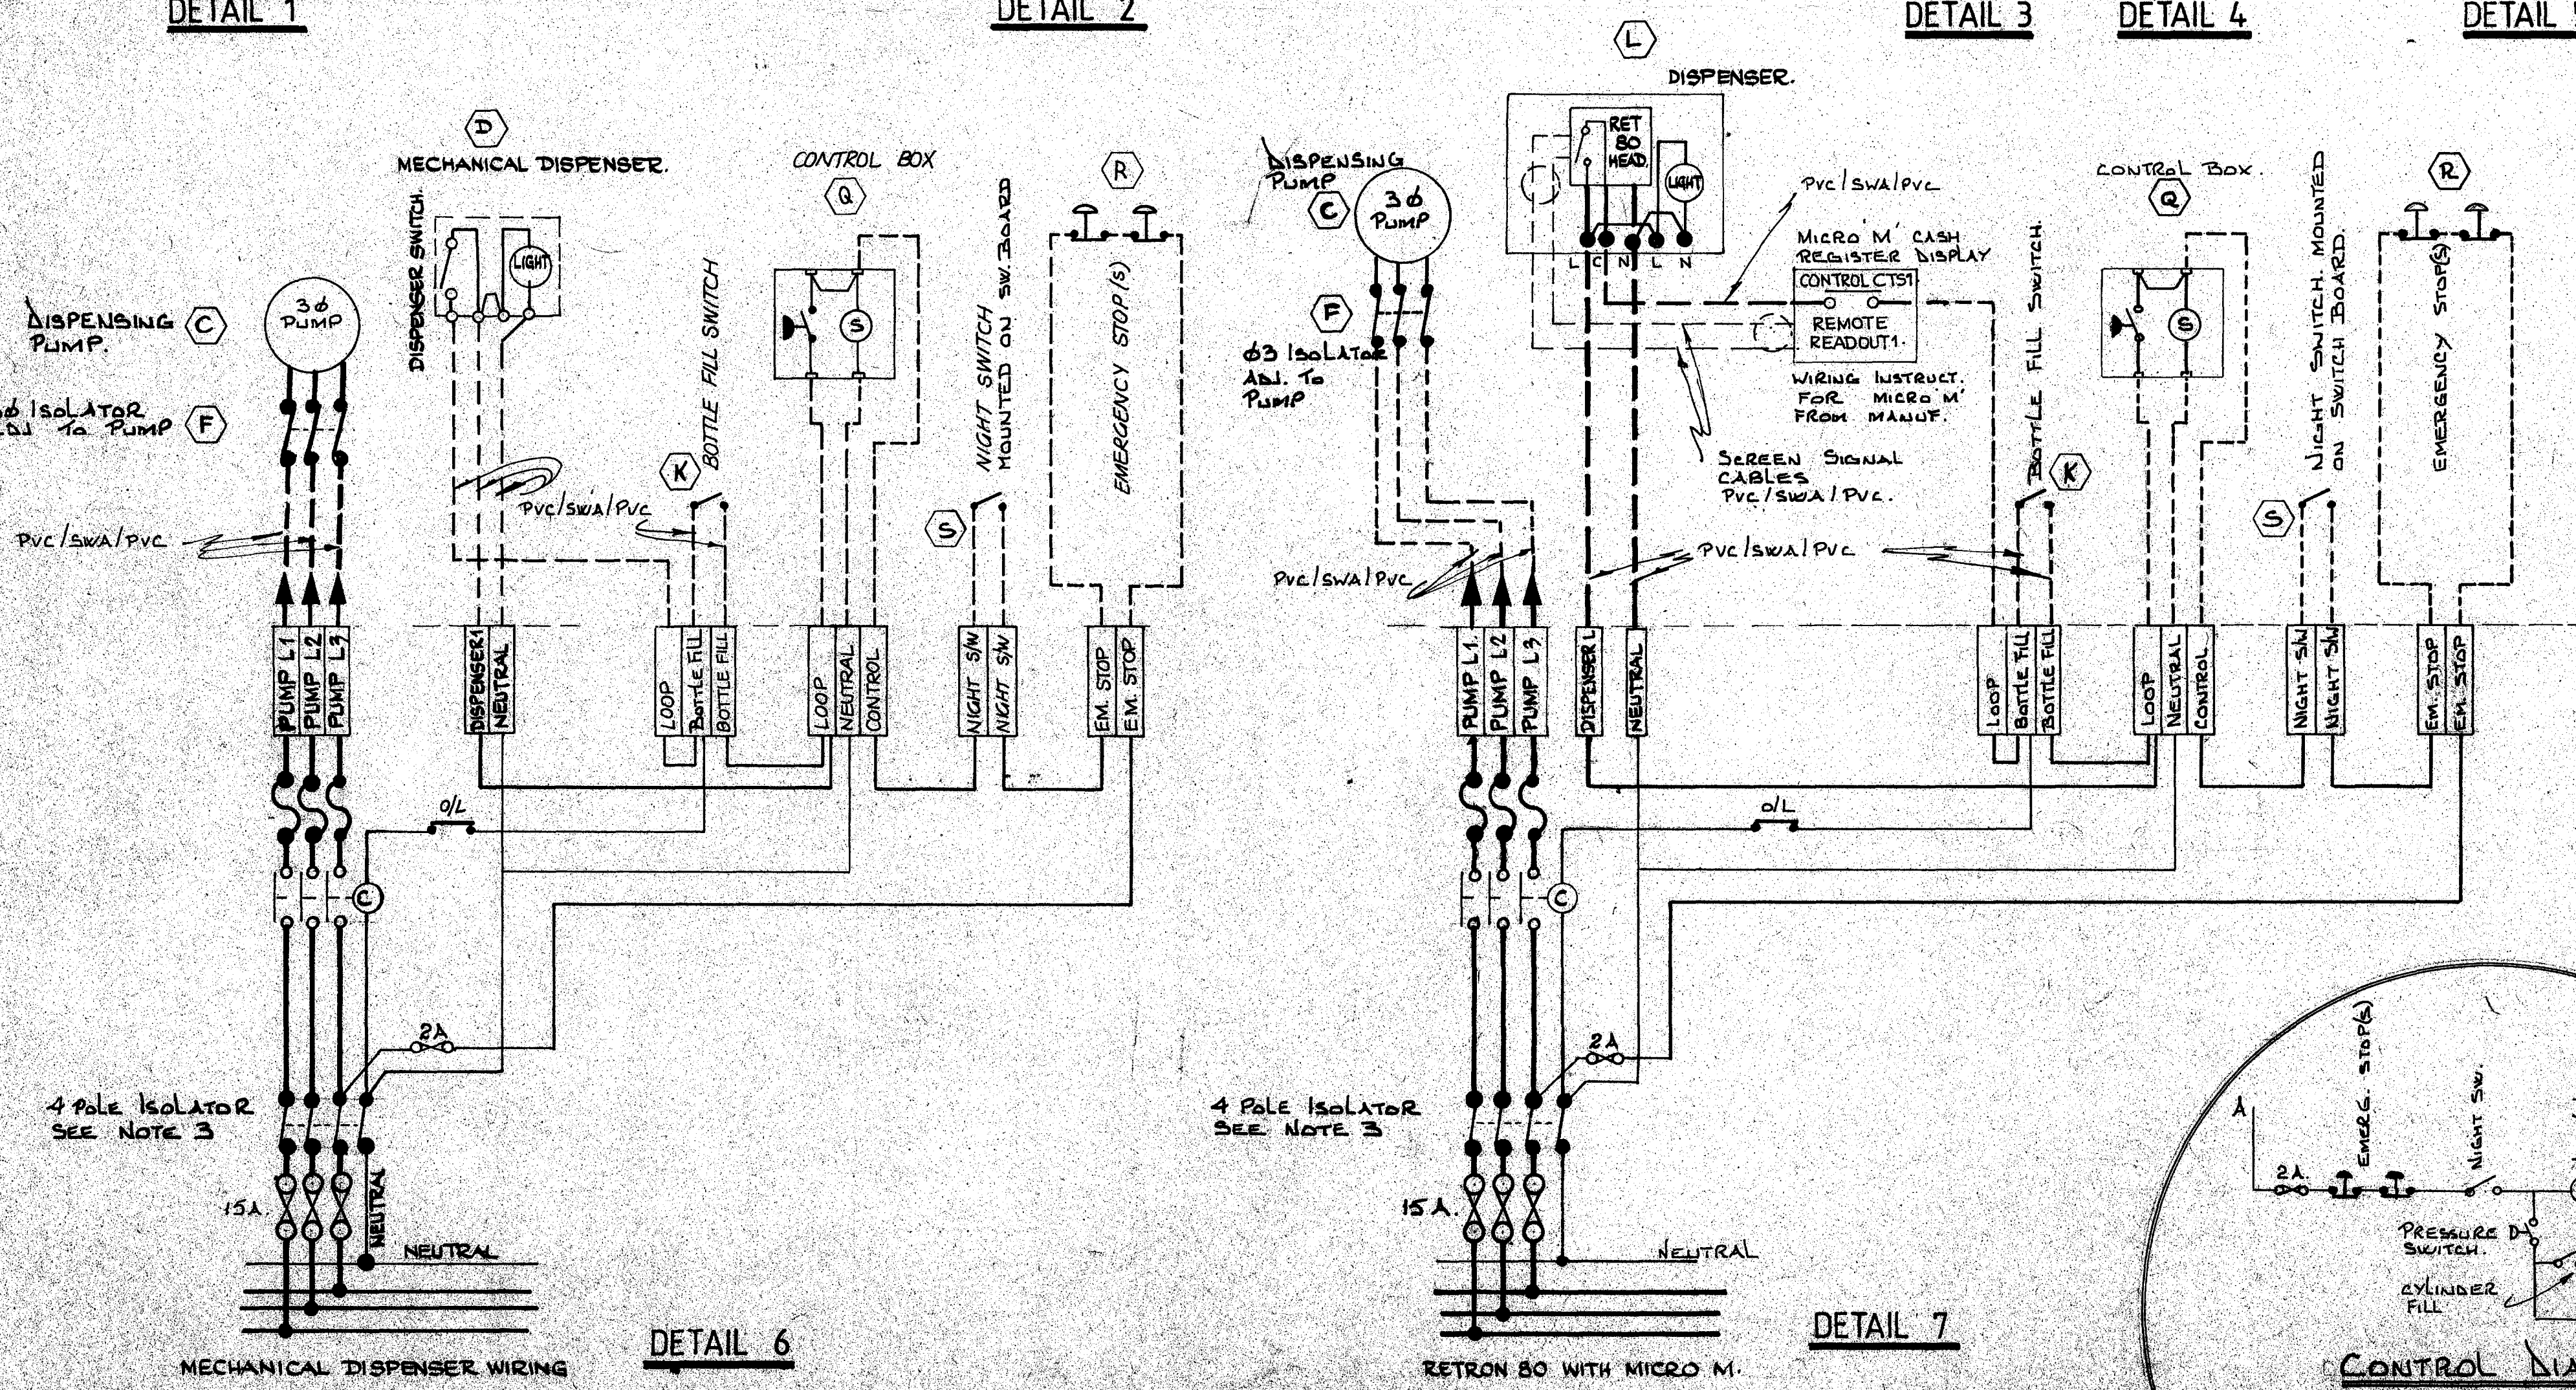 DETAIL 1
DETAIL 2
DETAIL 3
DETAIL 4
DETAIL
D
MECHANICAL DISPENSER.
DISPENSER SWITCH.
LIGHT
CONTROL BOX
Q
S
R
EMERGENCY STOP(s)
NIGHT SWITCH
MOUNTED ON SW. BOARD
S
BOTTLE FILL SWITCH
K
3ø
PUMP
DISPENSING
PUMP.
C
ø ISOLATOR
ADJ TO PUMP
F
PVC/SWA/PVC
PVC/SWA/PVC
PUMP L1
PUMP L2
PUMP L3
DISPENSER1
NEUTRAL
LOOP
BOTTLE FILL
BOTTLE FILL
LOOP
NEUTRAL
CONTROL
NIGHT S/W
NIGHT S/W
EM. STOP
EM. STOP
O/L
C
2A
4 POLE ISOLATOR
SEE NOTE 3
15A.
NEUTRAL
NEUTRAL
DETAIL 6
MECHANICAL DISPENSER WIRING
L
DISPENSER.
RET
80
HEAD.
LIGHT
L C N L N
DISPENSING
PUMP
C
3ø
PUMP
F
ø3 ISOLATOR
ADJ. TO
PUMP
PVC/SWA/PVC
PVC/SWA/PVC
MICRO 'M' CASH
REGISTER DISPLAY
CONTROL CTS1
REMOTE
READOUT1.
WIRING INSTRUCT.
FOR MICRO 'M'
FROM MANUF.
SCREEN SIGNAL
CABLES
PVC/SWA/PVC.
PVC/SWA/PVC
BOTTLE FILL SWITCH.
K
CONTROL BOX.
Q
S
NIGHT SWITCH MOUNTED
ON SWITCH BOARD.
S
R
EMERGENCY STOP(S)
PUMP L1.
PUMP L2
PUMP L3
DISPENSER L
NEUTRAL
LOOP
BOTTLE FILL
BOTTLE FILL
LOOP
NEUTRAL
CONTROL
NIGHT S/W
NIGHT S/W
EM. STOP
EM. STOP
O/L
C
2A
4 POLE ISOLATOR
SEE NOTE 3
15A.
NEUTRAL
DETAIL 7
RETRON 80 WITH MICRO M.
A
2A.
EMERG. STOP(S)
NIGHT SW.
PRESSURE
SWITCH.
CYLINDER
FILL
CONTROL